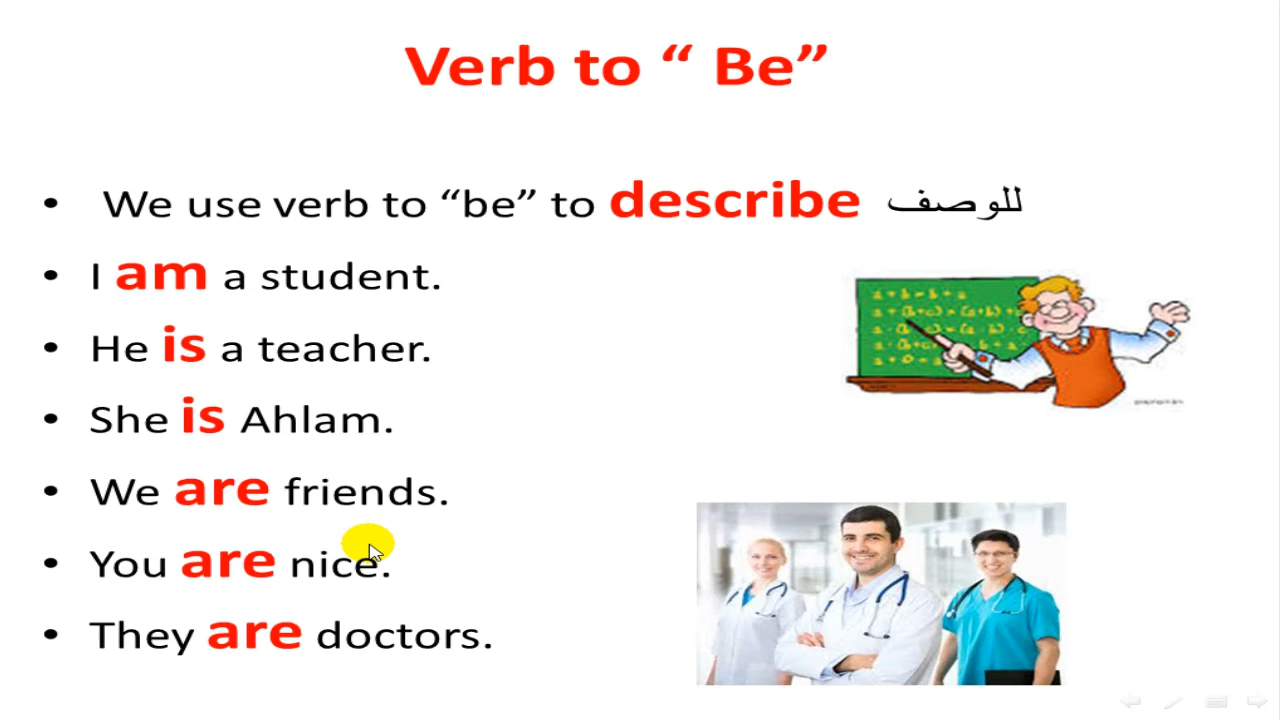 Verb to “ Be”
• We use verb to “be” to describe للوصف
• I am a student.
• He is a teacher.
• She is Ahlam.
• We are friends.
• You are nice.
• They are doctors.